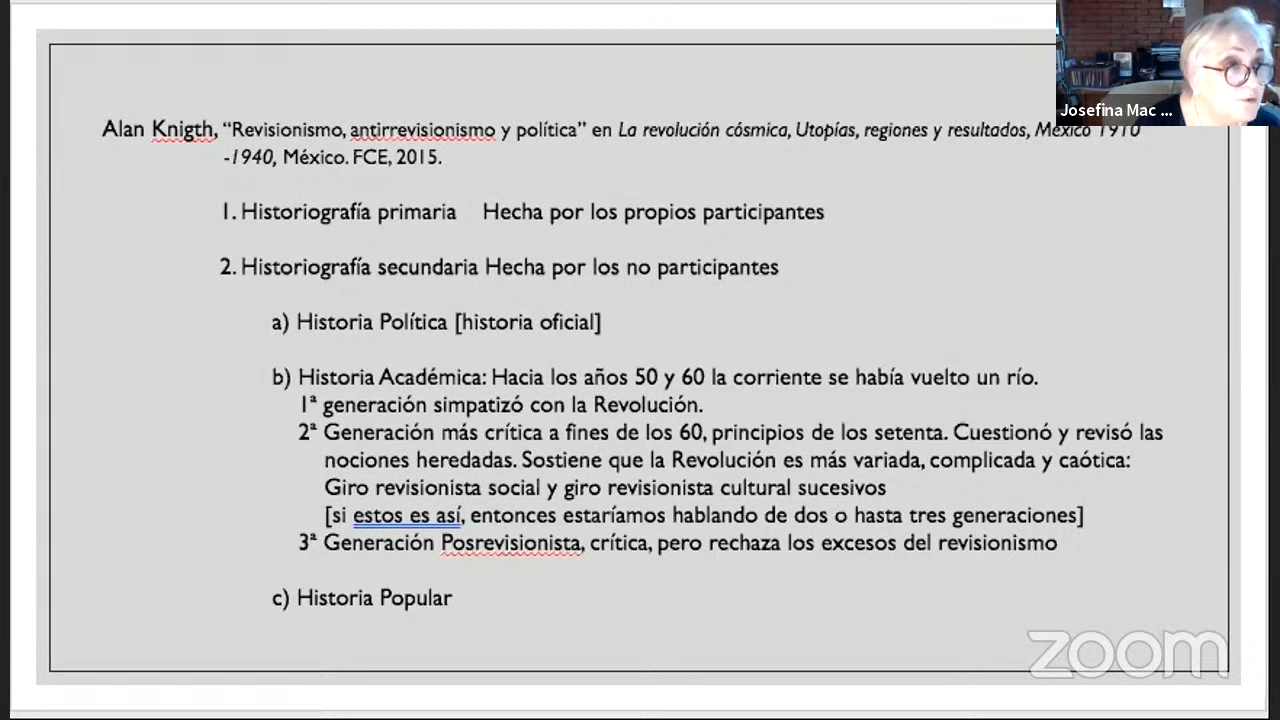 Josefina Mac ...
Alan Knigth, “Revisionismo, antirrevisionismo y política” en La revolución cósmica, Utopías, regiones y resultados, México 1910
-1940, México. FCE, 2015.
1. Historiografía primaria Hecha por los propios participantes
2. Historiografía secundaria Hecha por los no participantes
a) Historia Política [historia oficial]
b) Historia Académica: Hacia los años 50 y 60 la corriente se había vuelto un río.
1ª generación simpatizó con la Revolución.
2ª Generación más crítica a fines de los 60, principios de los setenta. Cuestionó y revisó las
nociones heredadas. Sostiene que la Revolución es más variada, complicada y caótica:
Giro revisionista social y giro revisionista cultural sucesivos
[si estos es así, entonces estaríamos hablando de dos o hasta tres generaciones]
3ª Generación Posrevisionista, crítica, pero rechaza los excesos del revisionismo
c) Historia Popular
zoom